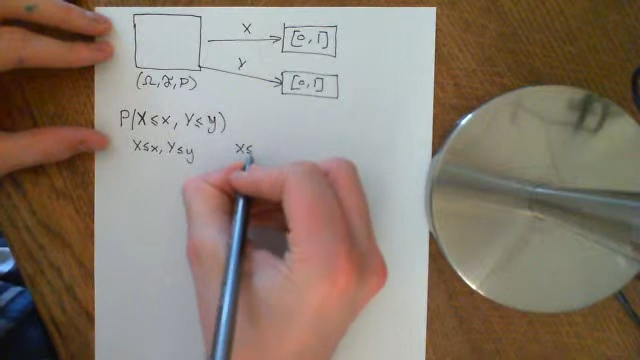 X
[0,1]
Y
[0,1]
(Ω, F, P)
P(X ≤ x, Y ≤ y)
X ≤ x, Y ≤ y X ≤